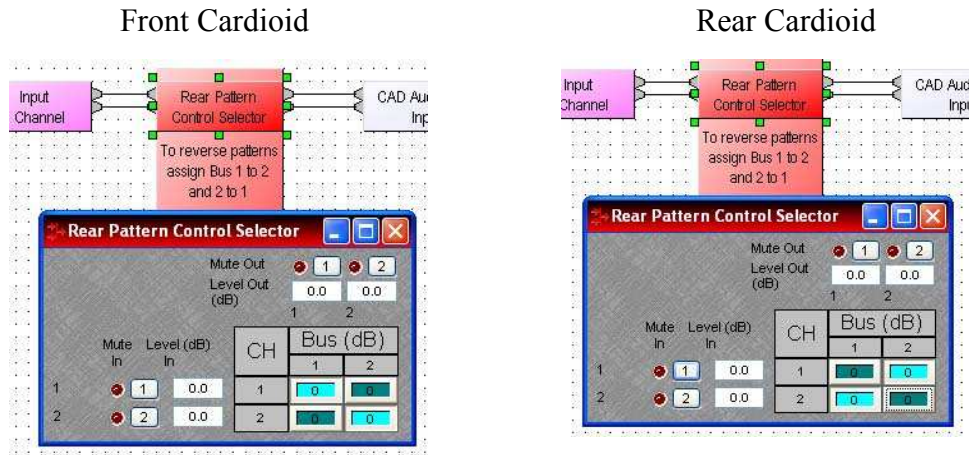 Front Cardioid
Input
Channel
Rear Pattern
Control Selector
CAD Aud
Inp
To reverse patterns
assign Bus 1 to 2
and 2 to 1
Rear Pattern Control Selector
Mute Out 1 2
Level Out
(dB) 0.0 0.0
1 2
Mute Level (dB)
In In
CH Bus (dB)
1 2
1 1 0.0 1 0 0
2 2 0.0 2 0 0
Rear Cardioid
Input
Channel
Rear Pattern
Control Selector
CAD Au
Inp
To reverse patterns
assign Bus 1 to 2
and 2 to 1
Rear Pattern Control Selector
Mute Out 1 2
Level Out
(dB) 0.0 0.0
1 2
Mute Level (dB)
In In
CH Bus (dB)
1 2
1 1 0.0 1 0 0
2 2 0.0 2 0 0